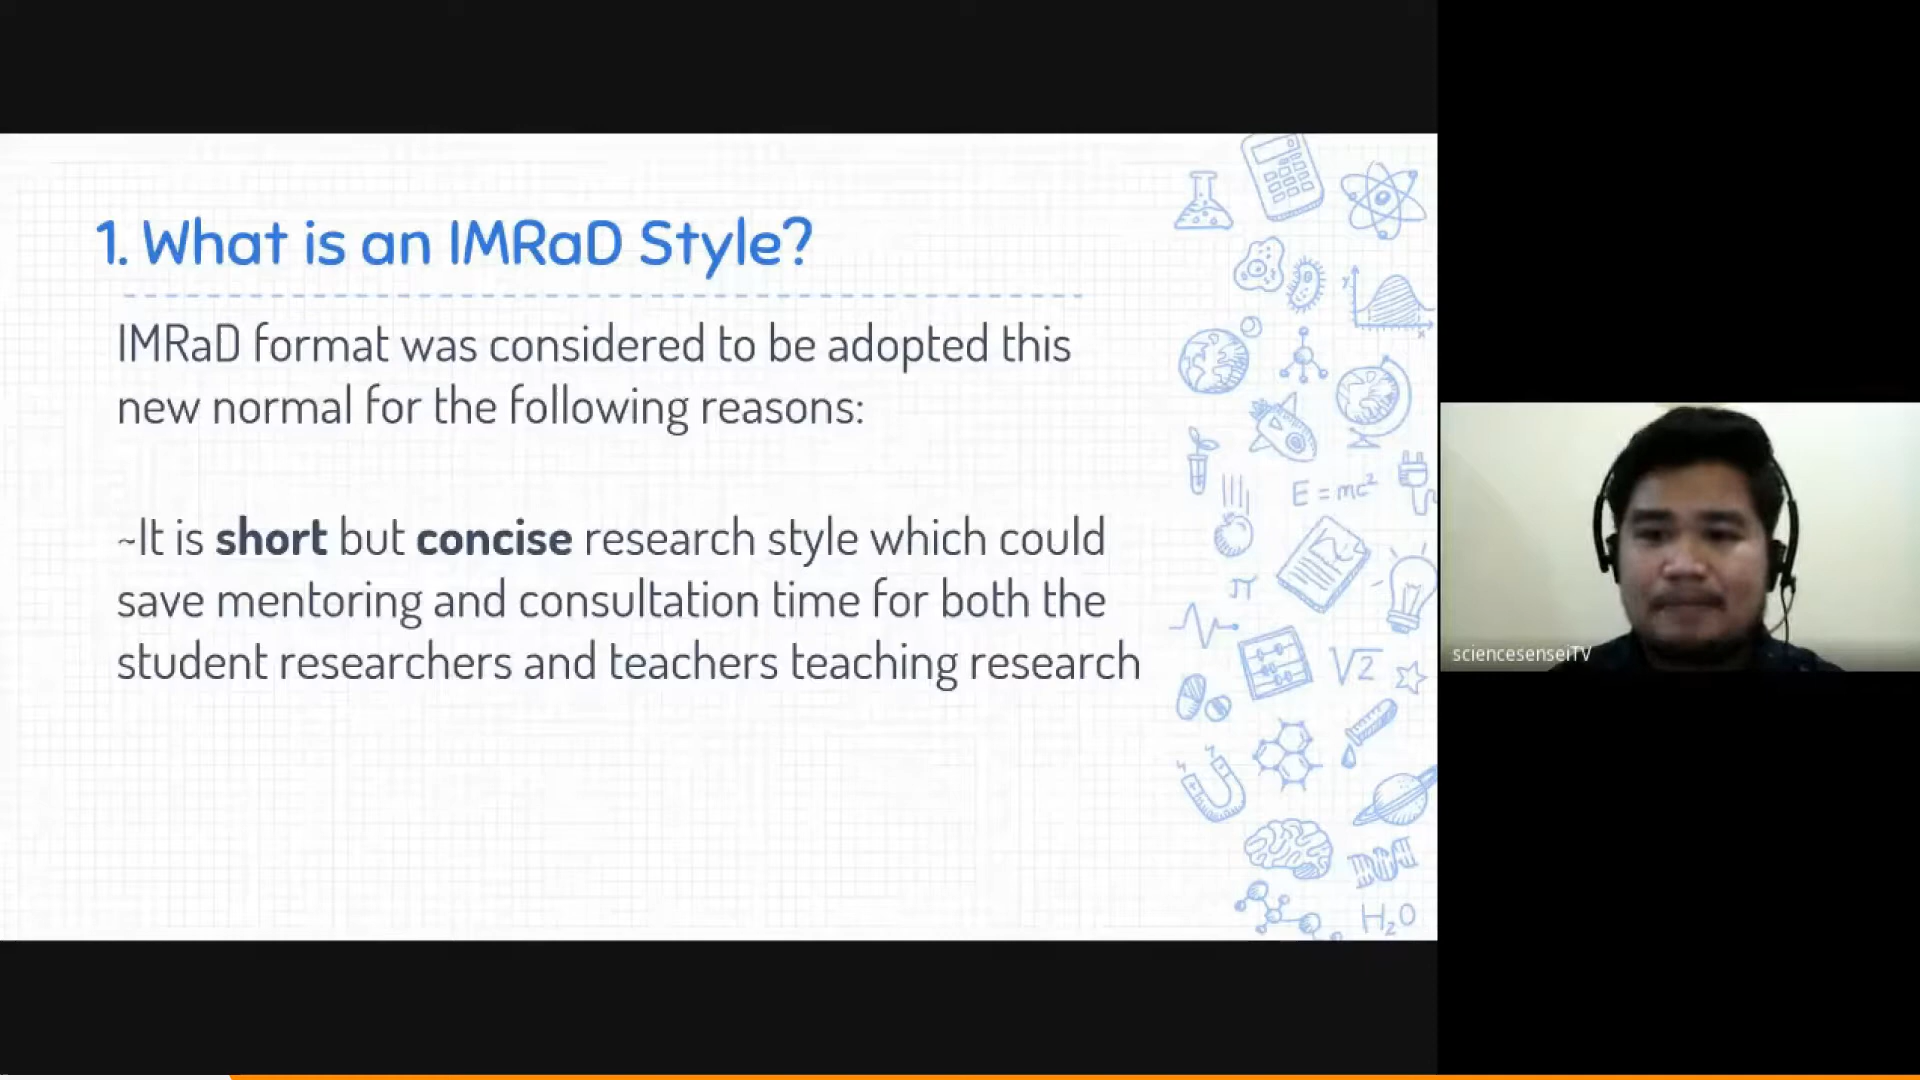 1. What is an IMRaD Style?
IMRaD format was considered to be adopted this
new normal for the following reasons:
~It is short but concise research style which could
save mentoring and consultation time for both the
student researchers and teachers teaching research
E = mc²
π
√2
H₂O
y
x
sciencesenseiTV